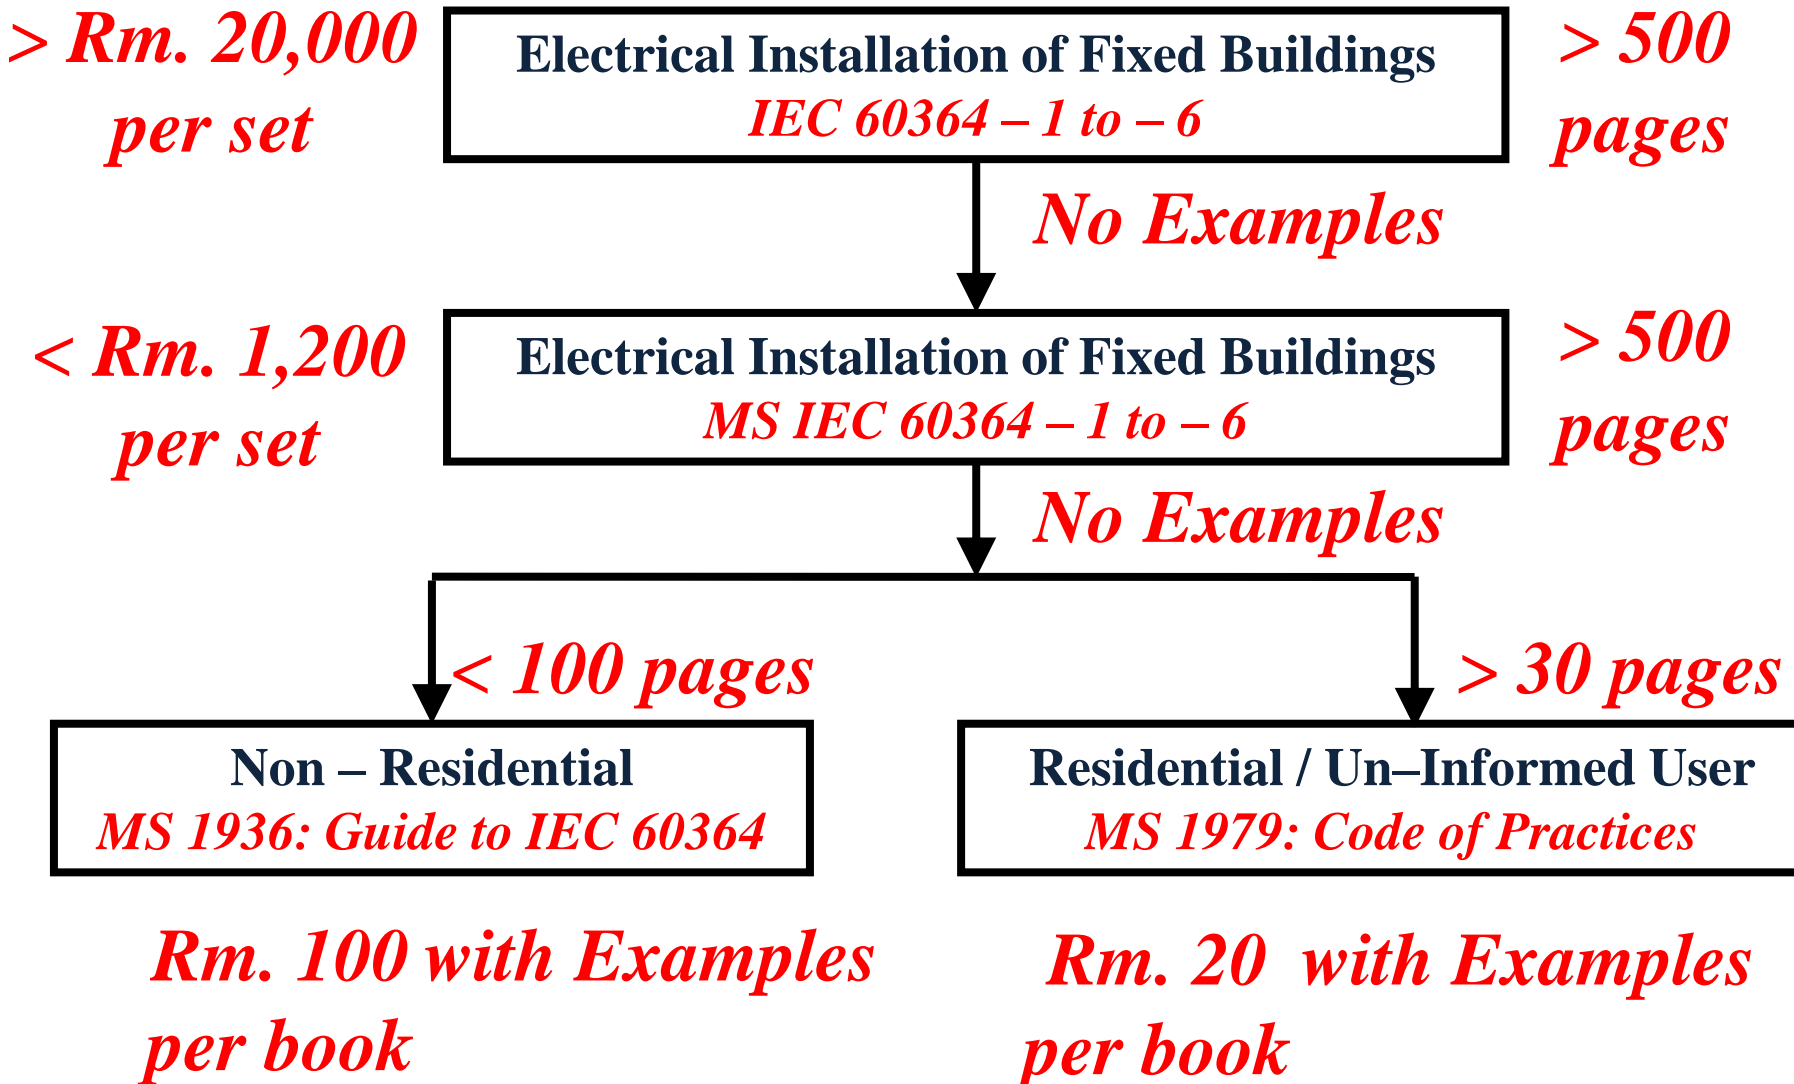 > Rm. 20,000
per set
Electrical Installation of Fixed Buildings
IEC 60364 – 1 to – 6
> 500
pages
No Examples
< Rm. 1,200
per set
Electrical Installation of Fixed Buildings
MS IEC 60364 – 1 to – 6
> 500
pages
No Examples
< 100 pages
> 30 pages
Non – Residential
MS 1936: Guide to IEC 60364
Residential / Un–Informed User
MS 1979: Code of Practices
Rm. 100 with Examples
per book
Rm. 20 with Examples
per book